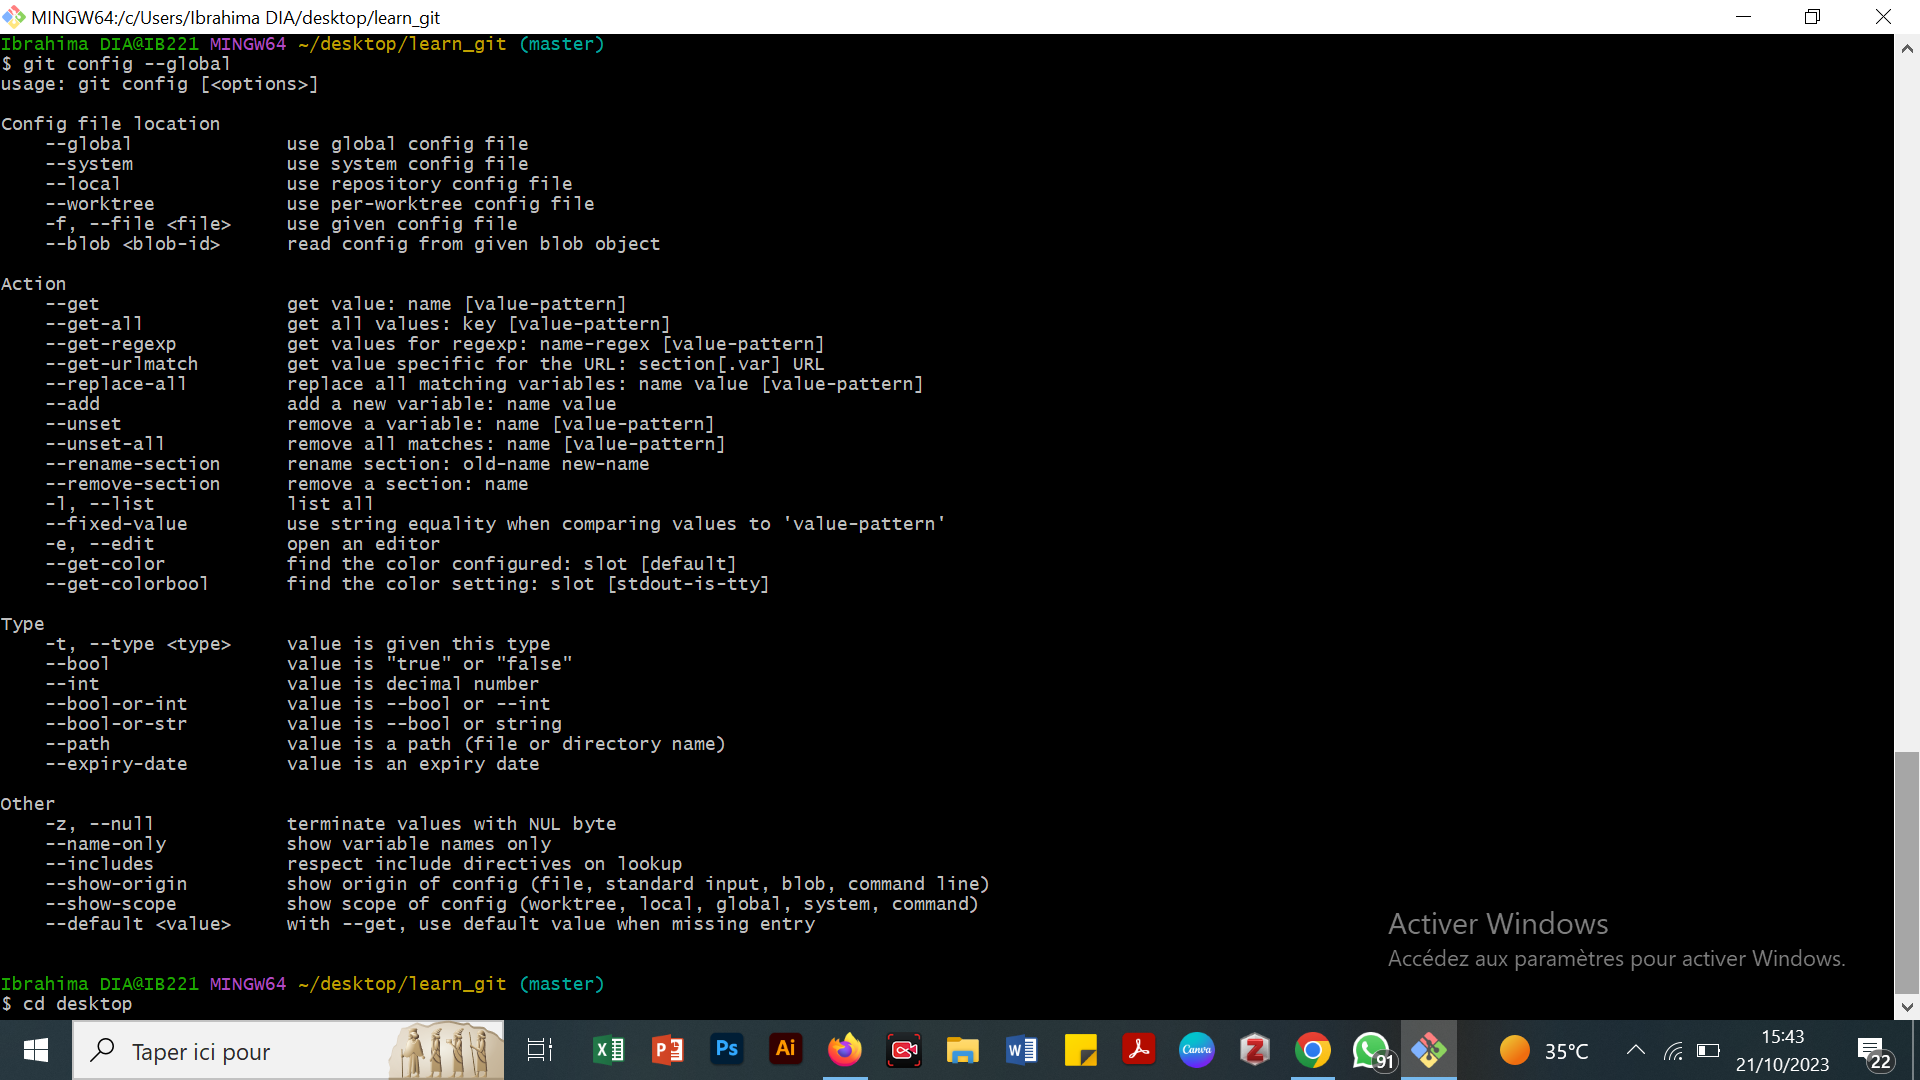 MINGW64:/c/Users/Ibrahima DIA/desktop/learn_git
Ibrahima DIA@IB221 MINGW64 ~/desktop/learn_git (master)
$ git config --global
usage: git config [<options>]
Config file location
--global use global config file
--system use system config file
--local use repository config file
--worktree use per-worktree config file
-f, --file <file> use given config file
--blob <blob-id> read config from given blob object
Action
--get get value: name [value-pattern]
--get-all get all values: key [value-pattern]
--get-regexp get values for regexp: name-regex [value-pattern]
--get-urlmatch get value specific for the URL: section[.var] URL
--replace-all replace all matching variables: name value [value-pattern]
--add add a new variable: name value
--unset remove a variable: name [value-pattern]
--unset-all remove all matches: name [value-pattern]
--rename-section rename section: old-name new-name
--remove-section remove a section: name
-l, --list list all
--fixed-value use string equality when comparing values to 'value-pattern'
-e, --edit open an editor
--get-color find the color configured: slot [default]
--get-colorbool find the color setting: slot [stdout-is-tty]
Type
-t, --type <type> value is given this type
--bool value is "true" or "false"
--int value is decimal number
--bool-or-int value is --bool or --int
--bool-or-str value is --bool or string
--path value is a path (file or directory name)
--expiry-date value is an expiry date
Other
-z, --null terminate values with NUL byte
--name-only show variable names only
--includes respect include directives on lookup
--show-origin show origin of config (file, standard input, blob, command line)
--show-scope show scope of config (worktree, local, global, system, command)
--default <value> with --get, use default value when missing entry
Activer Windows
Accédez aux paramètres pour activer Windows.
Ibrahima DIA@IB221 MINGW64 ~/desktop/learn_git (master)
$ cd desktop
Taper ici pour
Ps
Ai
Canva
Z
91
35°C
15:43
21/10/2023
22